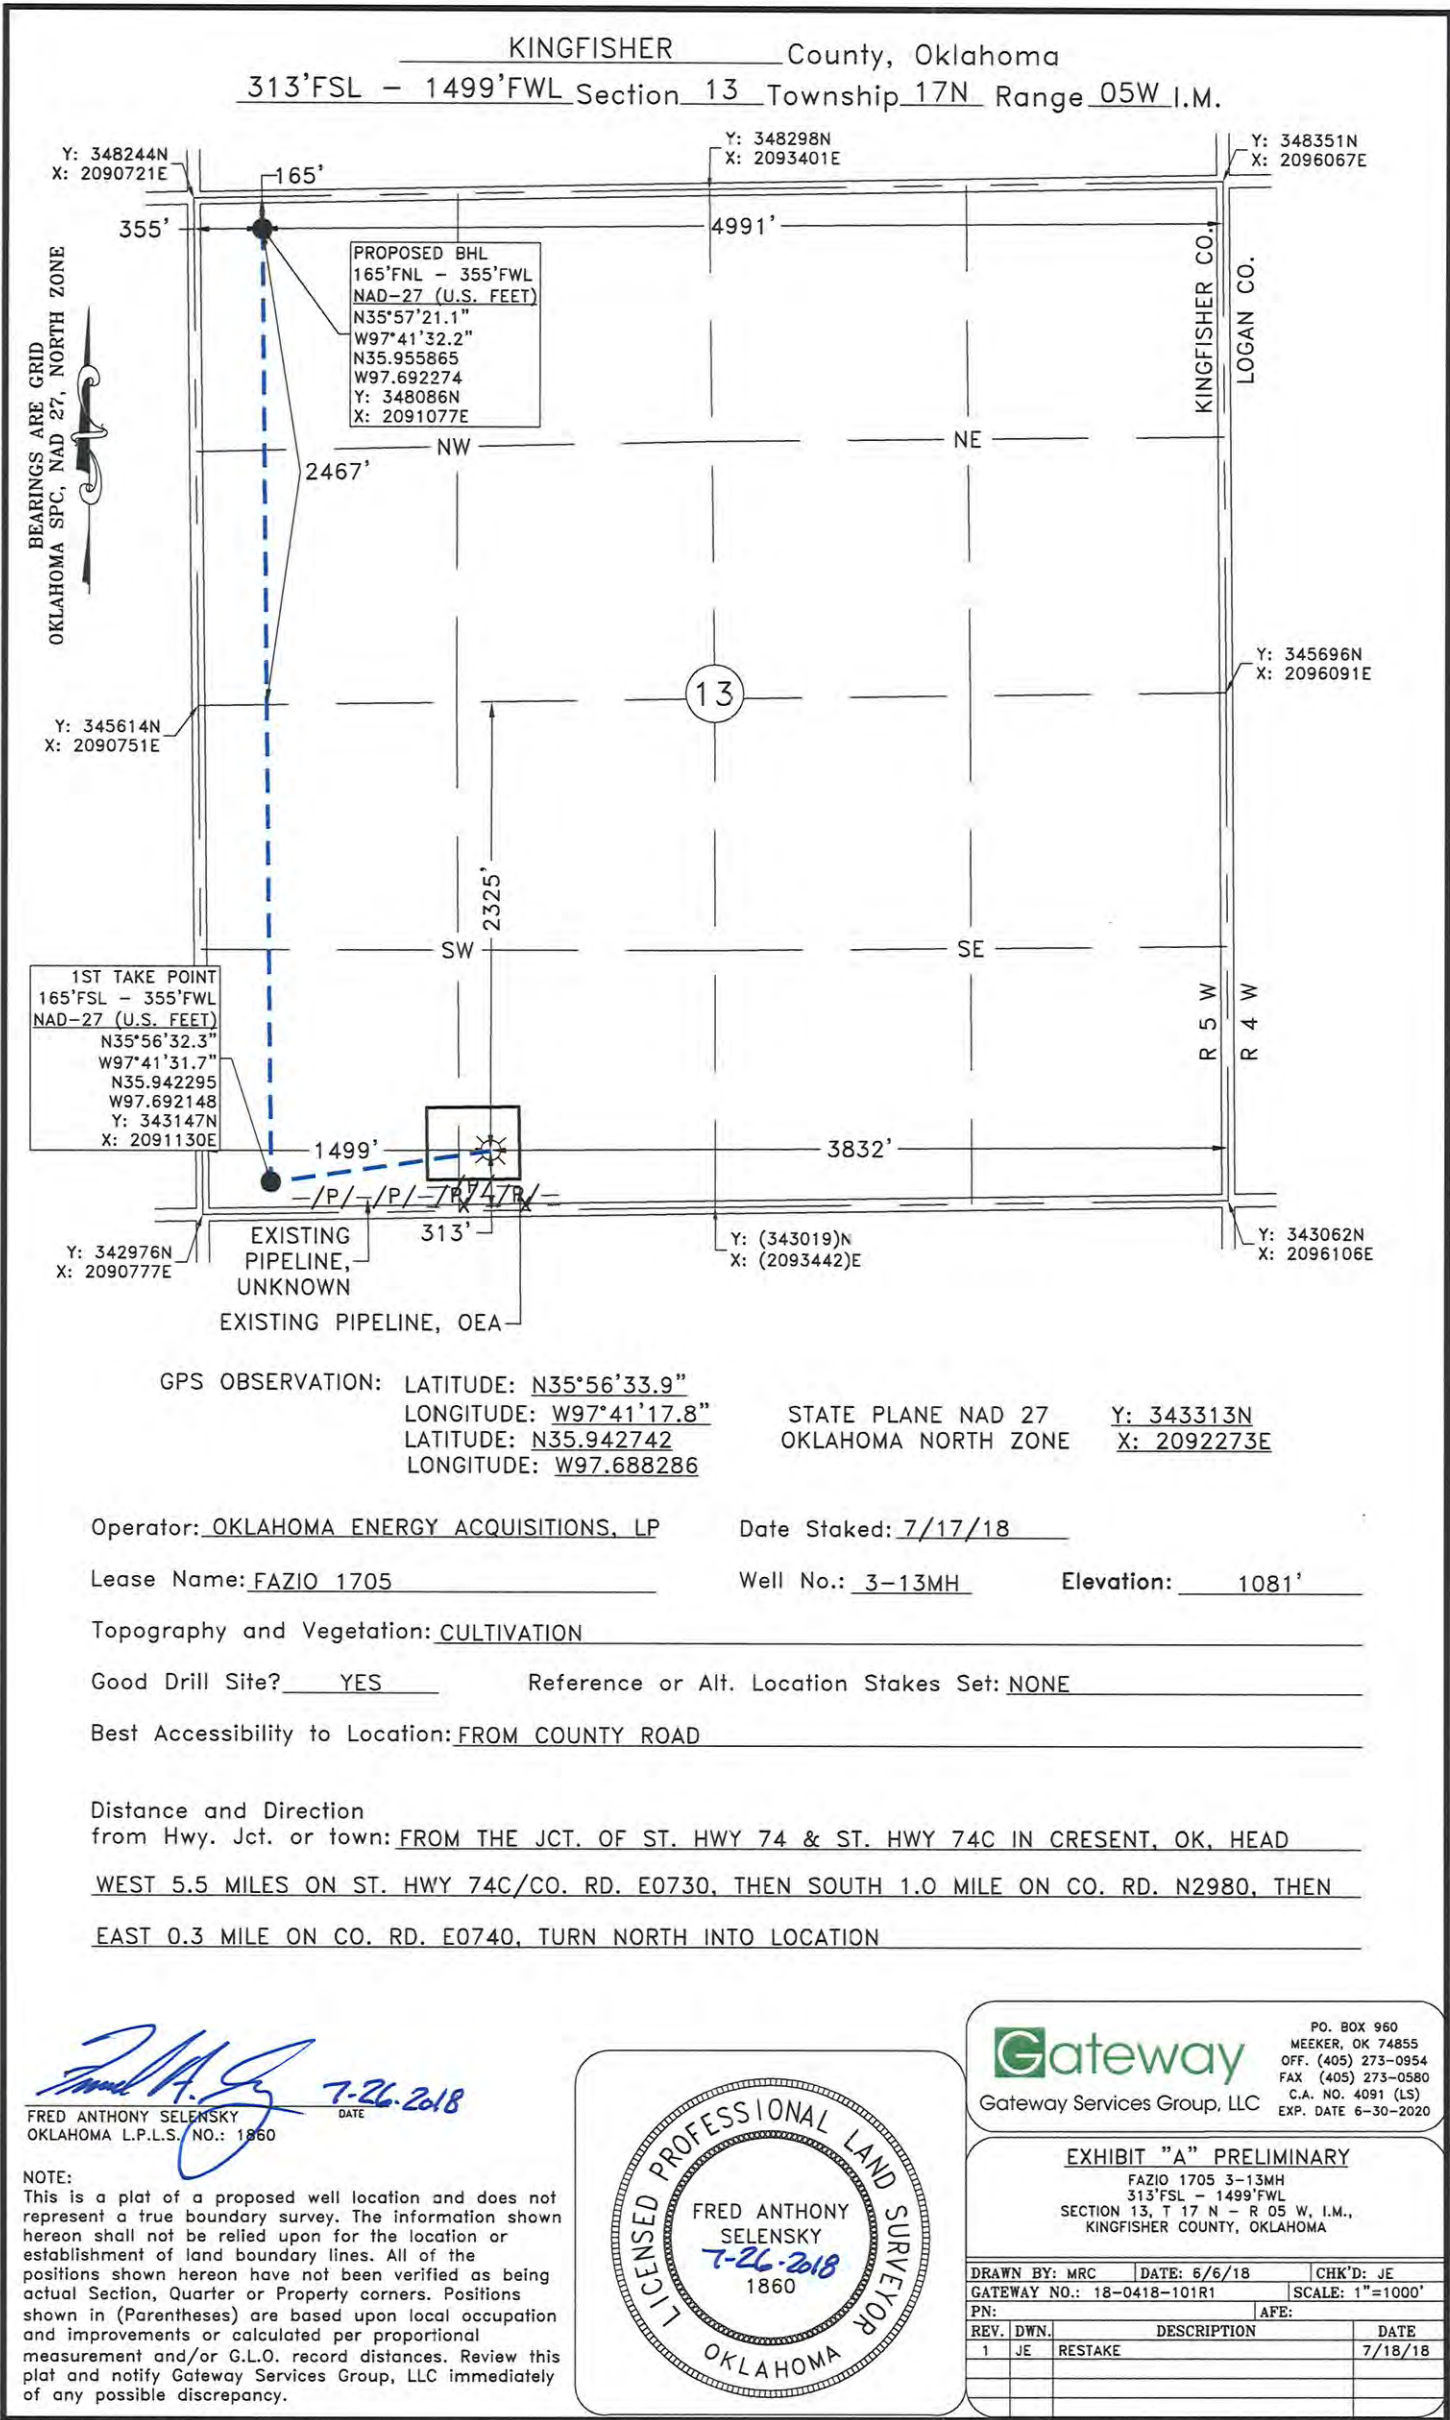 KINGFISHER County, Oklahoma
313'FSL - 1499'FWL Section 13 Township 17N Range 05W I.M.
Y: 348244N
X: 2090721E
165'
Y: 348298N
X: 2093401E
Y: 348351N
X: 2096067E
355'
4991'
PROPOSED BHL
165'FNL - 355'FWL
NAD-27 (U.S. FEET)
N35°57'21.1"
W97°41'32.2"
N35.955865
W97.692274
Y: 348086N
X: 2091077E
KINGFISHER CO.
LOGAN CO.
BEARINGS ARE GRID
OKLAHOMA SPC, NAD 27, NORTH ZONE
NW
NE
2467'
13
Y: 345696N
X: 2096091E
Y: 345614N
X: 2090751E
2325'
SW
SE
1ST TAKE POINT
165'FSL - 355'FWL
NAD-27 (U.S. FEET)
N35°56'32.3"
W97°41'31.7"
N35.942295
W97.692148
Y: 343147N
X: 2091130E
R 5 W
R 4 W
1499'
3832'
313'
EXISTING
PIPELINE,
UNKNOWN
EXISTING PIPELINE, OEA
Y: 342976N
X: 2090777E
Y: (343019)N
X: (2093442)E
Y: 343062N
X: 2096106E
GPS OBSERVATION: LATITUDE: N35°56'33.9"
LONGITUDE: W97°41'17.8"
LATITUDE: N35.942742
LONGITUDE: W97.688286
STATE PLANE NAD 27 Y: 343313N
OKLAHOMA NORTH ZONE X: 2092273E
Operator: OKLAHOMA ENERGY ACQUISITIONS, LP Date Staked: 7/17/18
Lease Name: FAZIO 1705 Well No.: 3-13MH Elevation: 1081'
Topography and Vegetation: CULTIVATION
Good Drill Site? YES Reference or Alt. Location Stakes Set: NONE
Best Accessibility to Location: FROM COUNTY ROAD
Distance and Direction
from Hwy. Jct. or town: FROM THE JCT. OF ST. HWY 74 & ST. HWY 74C IN CRESENT, OK, HEAD
WEST 5.5 MILES ON ST. HWY 74C/CO. RD. E0730, THEN SOUTH 1.0 MILE ON CO. RD. N2980, THEN
EAST 0.3 MILE ON CO. RD. E0740, TURN NORTH INTO LOCATION
7-26-2018
FRED ANTHONY SELENSKY DATE
OKLAHOMA L.P.L.S. NO.: 1860
NOTE:
This is a plat of a proposed well location and does not
represent a true boundary survey. The information shown
hereon shall not be relied upon for the location or
establishment of land boundary lines. All of the
positions shown hereon have not been verified as being
actual Section, Quarter or Property corners. Positions
shown in (Parentheses) are based upon local occupation
and improvements or calculated per proportional
measurement and/or G.L.O. record distances. Review this
plat and notify Gateway Services Group, LLC immediately
of any possible discrepancy.
LICENSED PROFESSIONAL LAND SURVEYOR
FRED ANTHONY
SELENSKY
7-26-2018
1860
OKLAHOMA
Gateway
Gateway Services Group, LLC
PO. BOX 960
MEEKER, OK 74855
OFF. (405) 273-0954
FAX (405) 273-0580
C.A. NO. 4091 (LS)
EXP. DATE 6-30-2020
EXHIBIT "A" PRELIMINARY
FAZIO 1705 3-13MH
313'FSL - 1499'FWL
SECTION 13, T 17 N - R 05 W, I.M.,
KINGFISHER COUNTY, OKLAHOMA
DRAWN BY: MRC DATE: 6/6/18 CHK'D: JE
GATEWAY NO.: 18-0418-101R1 SCALE: 1"=1000'
PN: AFE:
REV. DWN. DESCRIPTION DATE
1 JE RESTAKE 7/18/18